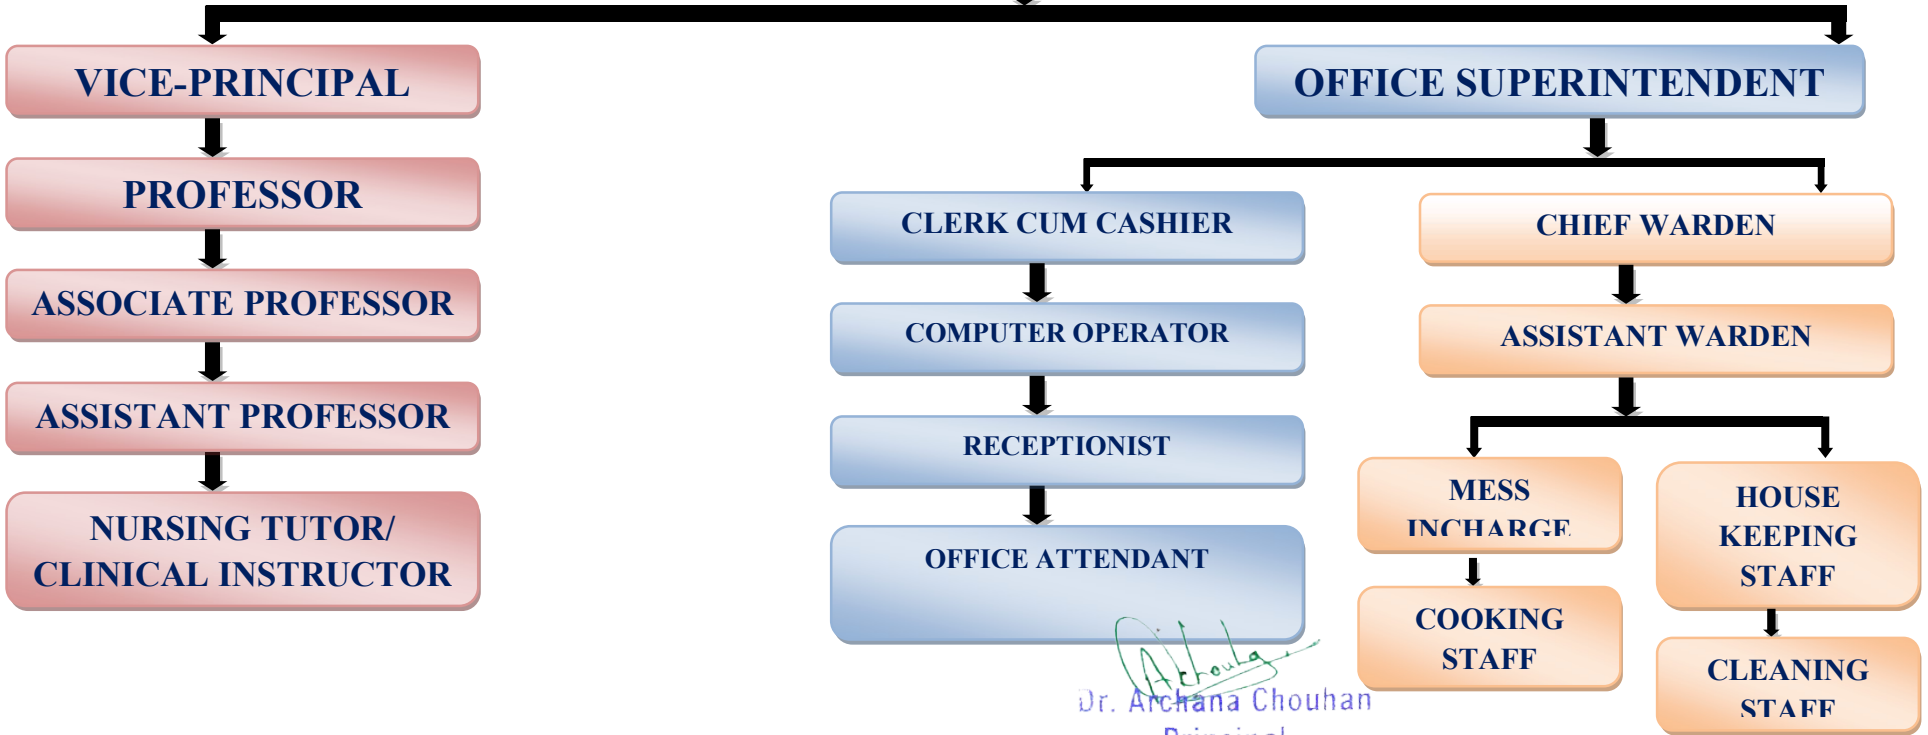 VICE-PRINCIPAL
OFFICE SUPERINTENDENT
PROFESSOR
CLERK CUM CASHIER
CHIEF WARDEN
ASSOCIATE PROFESSOR
COMPUTER OPERATOR
ASSISTANT WARDEN
ASSISTANT PROFESSOR
RECEPTIONIST
MESS
INCHARGE
HOUSE
KEEPING
STAFF
NURSING TUTOR/
CLINICAL INSTRUCTOR
OFFICE ATTENDANT
COOKING
STAFF
CLEANING
STAFF
Dr. Archana Chouhan
Principal